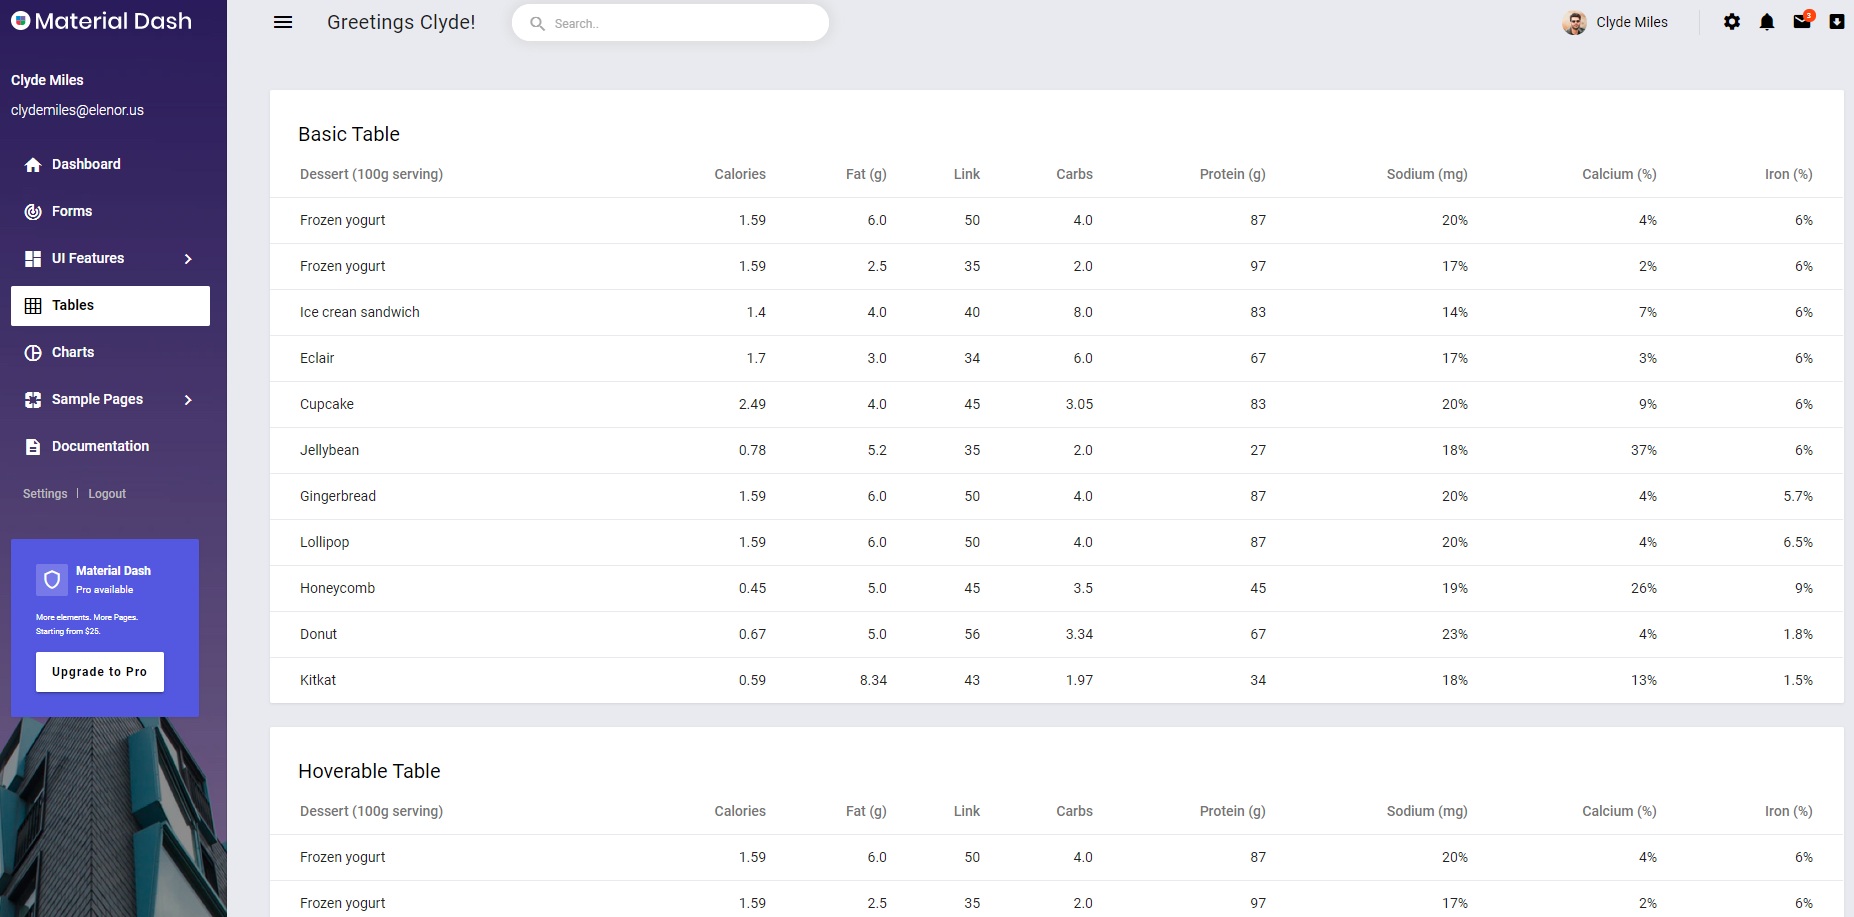 Material Dash
Clyde Miles
clydemiles@elenor.us
Dashboard
Forms
UI Features
Tables
Charts
Sample Pages
Documentation
Settings | Logout
Material Dash
Pro available
More elements. More Pages.
Starting from $25.
Upgrade to Pro
Greetings Clyde! Search.. Clyde Miles 3
Basic Table
Dessert (100g serving) Calories Fat (g) Link Carbs Protein (g) Sodium (mg) Calcium (%) Iron (%)
Frozen yogurt 1.59 6.0 50 4.0 87 20% 4% 6%
Frozen yogurt 1.59 2.5 35 2.0 97 17% 2% 6%
Ice crean sandwich 1.4 4.0 40 8.0 83 14% 7% 6%
Eclair 1.7 3.0 34 6.0 67 17% 3% 6%
Cupcake 2.49 4.0 45 3.05 83 20% 9% 6%
Jellybean 0.78 5.2 35 2.0 27 18% 37% 6%
Gingerbread 1.59 6.0 50 4.0 87 20% 4% 5.7%
Lollipop 1.59 6.0 50 4.0 87 20% 4% 6.5%
Honeycomb 0.45 5.0 45 3.5 45 19% 26% 9%
Donut 0.67 5.0 56 3.34 67 23% 4% 1.8%
Kitkat 0.59 8.34 43 1.97 34 18% 13% 1.5%
Hoverable Table
Dessert (100g serving) Calories Fat (g) Link Carbs Protein (g) Sodium (mg) Calcium (%) Iron (%)
Frozen yogurt 1.59 6.0 50 4.0 87 20% 4% 6%
Frozen yogurt 1.59 2.5 35 2.0 97 17% 2% 6%